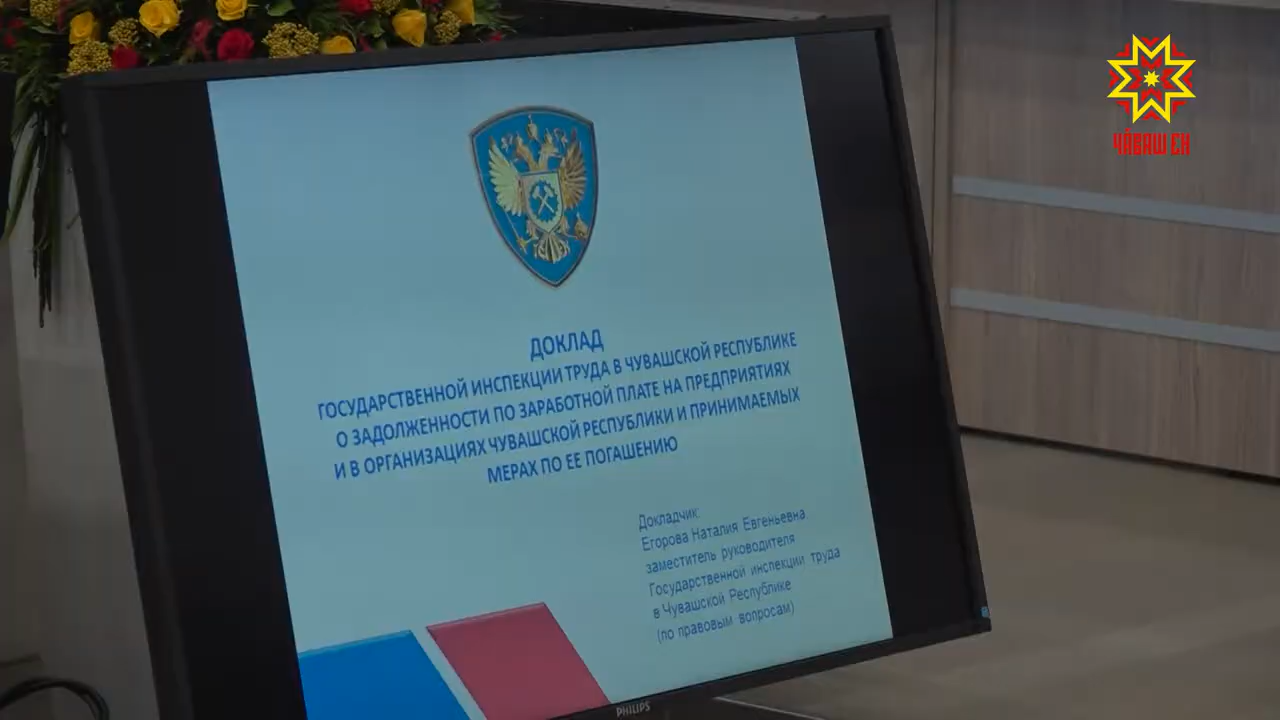 ЧӐВАШ ЕН
ДОКЛАД
ГОСУДАРСТВЕННОЙ ИНСПЕКЦИИ ТРУДА В ЧУВАШСКОЙ РЕСПУБЛИКЕ
О ЗАДОЛЖЕННОСТИ ПО ЗАРАБОТНОЙ ПЛАТЕ НА ПРЕДПРИЯТИЯХ
И В ОРГАНИЗАЦИЯХ ЧУВАШСКОЙ РЕСПУБЛИКИ И ПРИНИМАЕМЫХ
МЕРАХ ПО ЕЕ ПОГАШЕНИЮ
Докладчик:
Егорова Наталия Евгеньевна
заместитель руководителя
Государственной инспекции труда
в Чувашской Республике
(по правовым вопросам)
PHILIPS